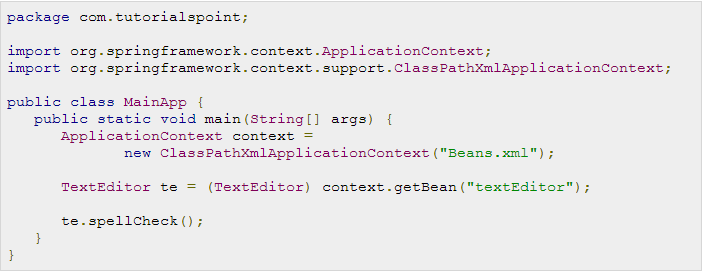 package com.tutorialspoint;

import org.springframework.context.ApplicationContext;
import org.springframework.context.support.ClassPathXmlApplicationContext;

public class MainApp {
   public static void main(String[] args) {
      ApplicationContext context =
             new ClassPathXmlApplicationContext("Beans.xml");

      TextEditor te = (TextEditor) context.getBean("textEditor");

      te.spellCheck();
   }
}